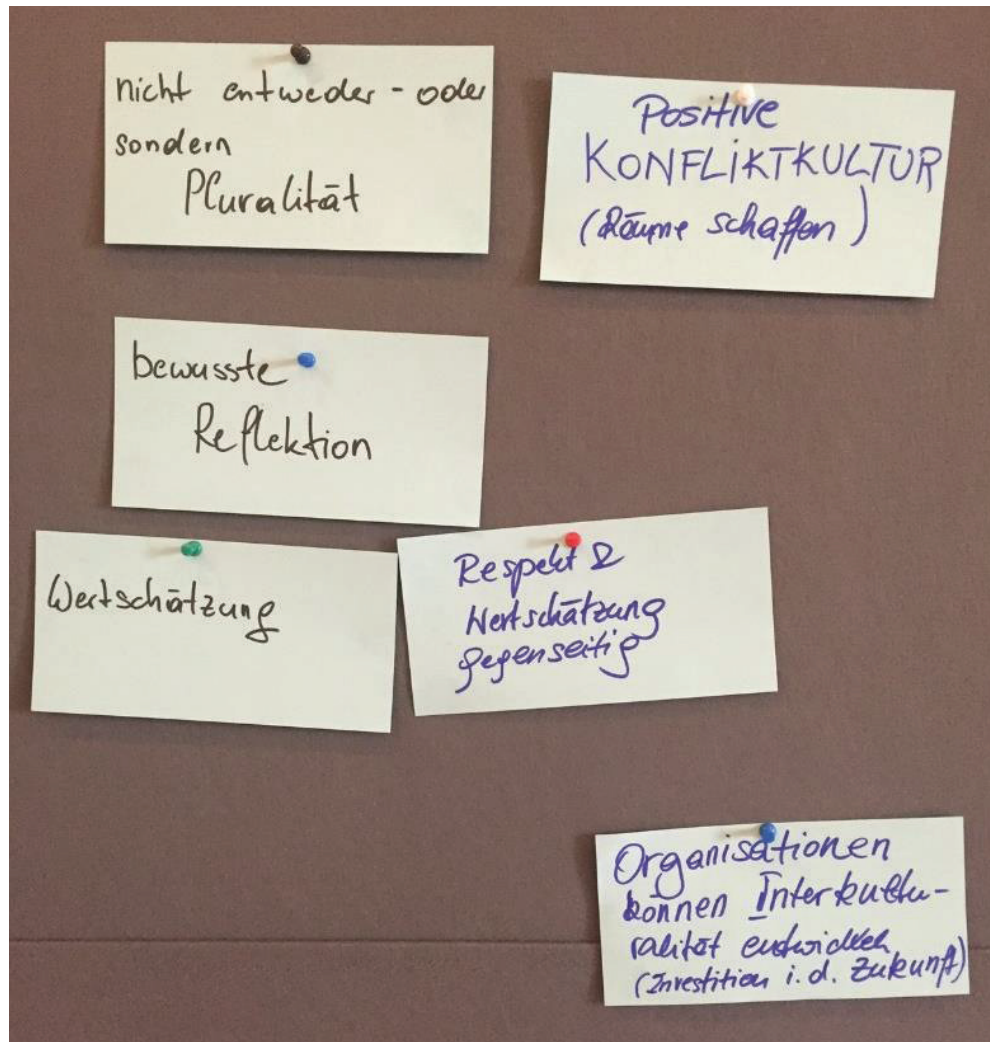 nicht entweder - oder
sondern
Pluralität
Positive
KONFLIKTKULTUR
(Räume schaffen)
bewusste
Reflektion
Wertschätzung
Respekt &
Wertschätzung
gegenseitig
Organisationen
können Interkultu-
ralität entwickeln
(Investition i. d. Zukunft)